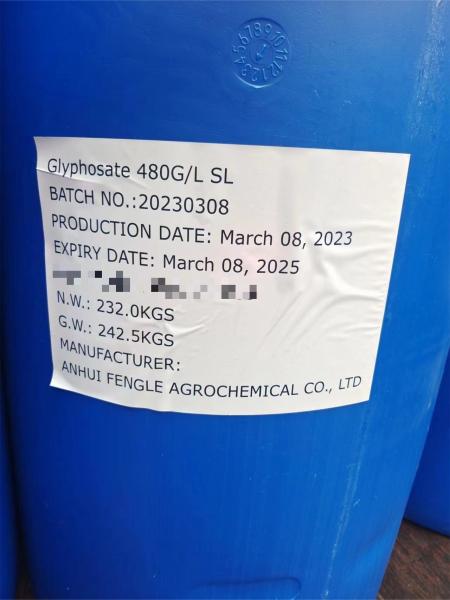 Glyphosate 480G/L SL
BATCH NO.:20230308
PRODUCTION DATE: March 08, 2023
EXPIRY DATE: March 08, 2025
N.W.: 232.0KGS
G.W.: 242.5KGS
MANUFACTURER:
ANHUI FENGLE AGROCHEMICAL CO., LTD